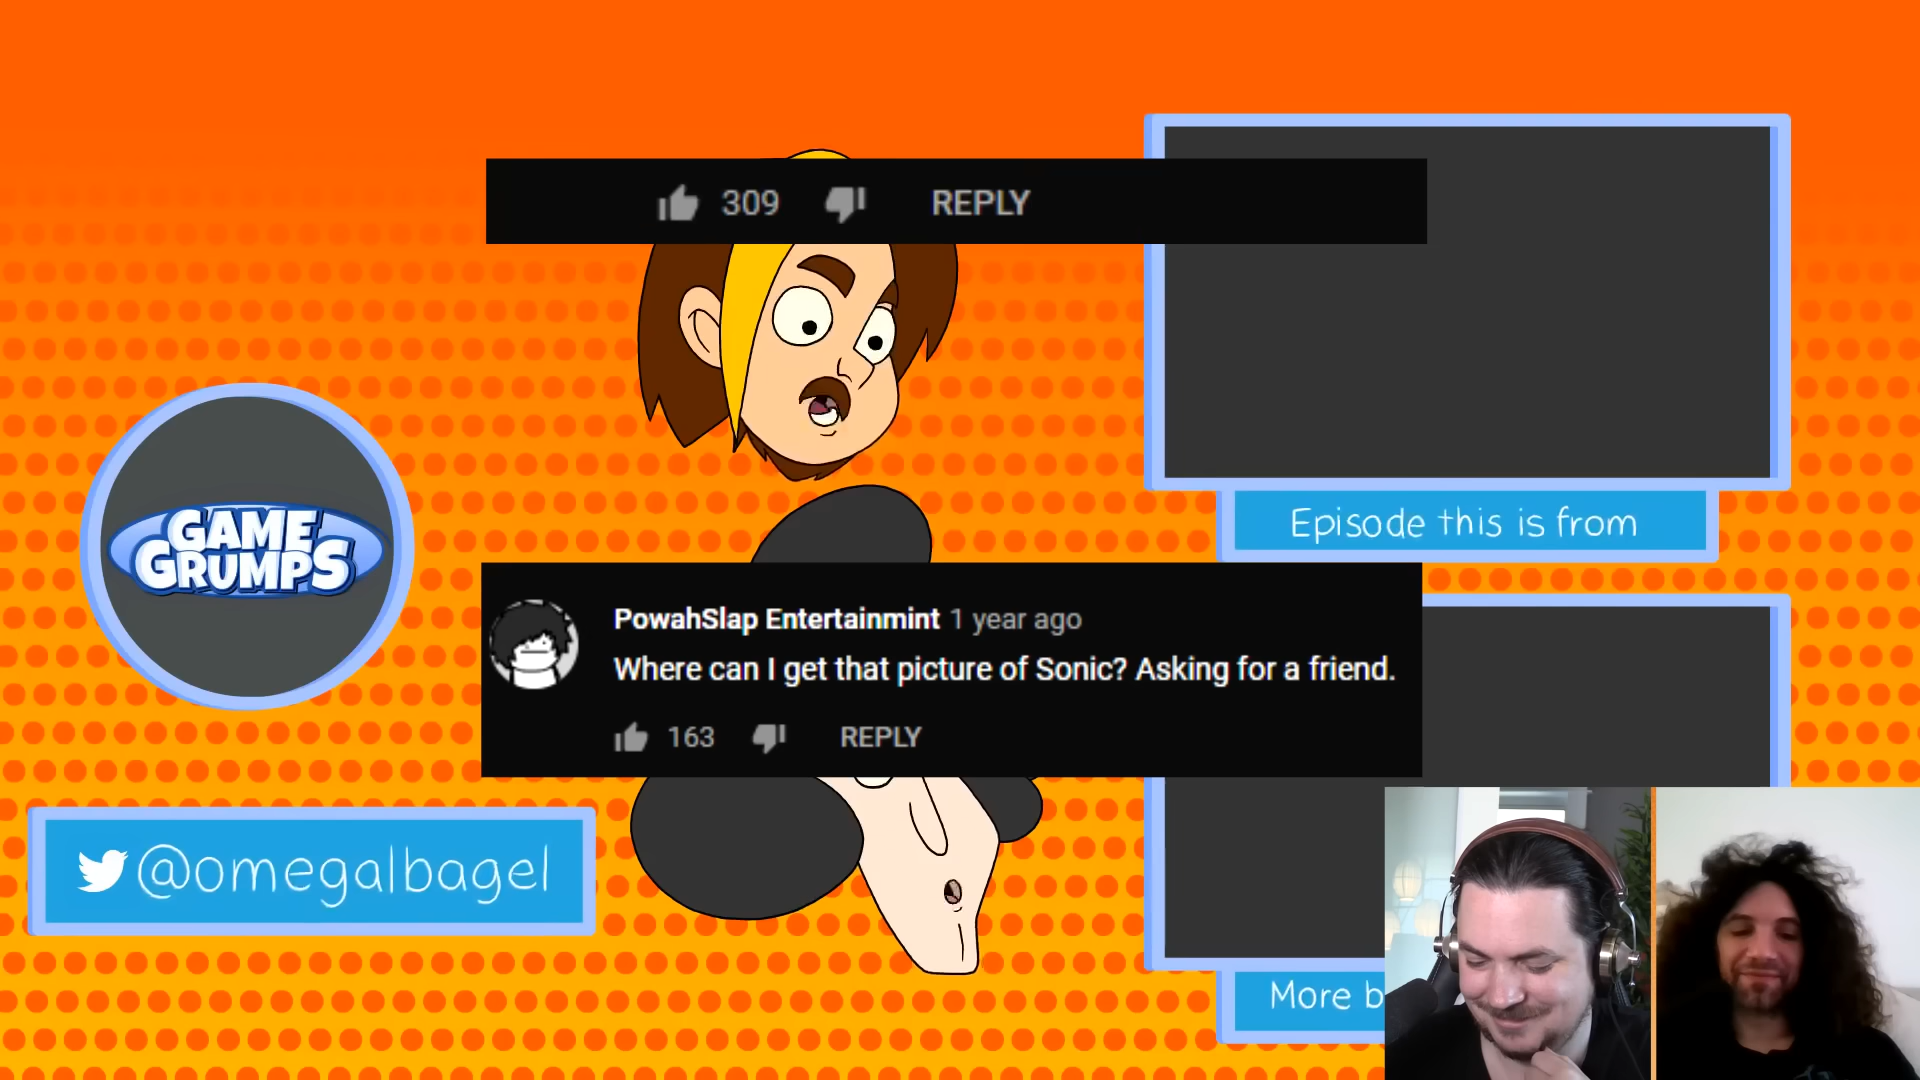 309 REPLY
GAME
GRUMPS
Episode this is from
PowahSlap Entertainmint 1 year ago
Where can I get that picture of Sonic? Asking for a friend.
163 REPLY
@omegalbagel
More b